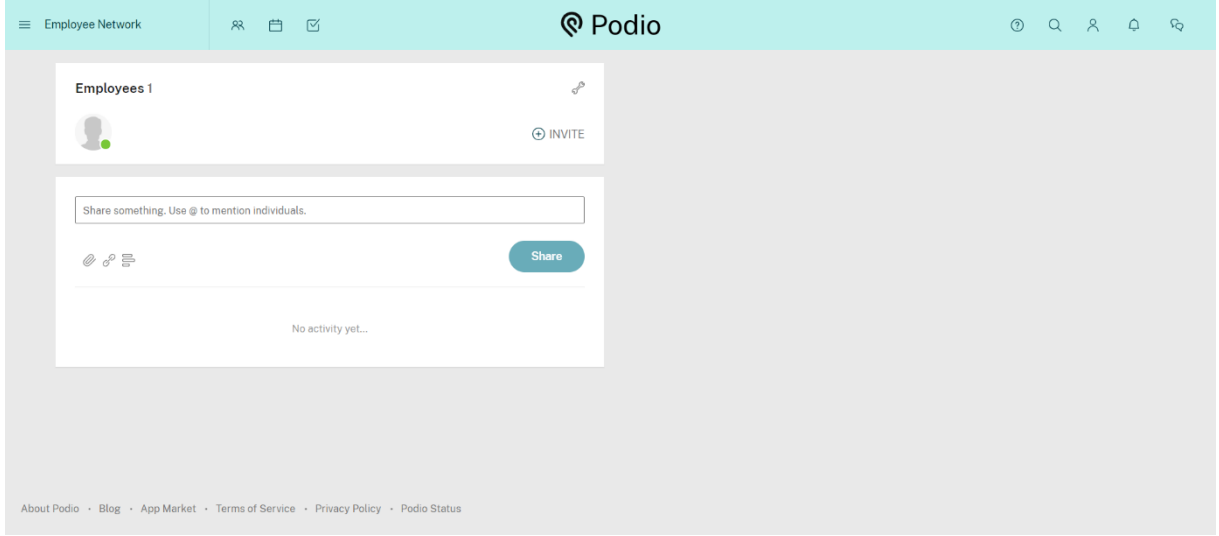 Employee Network
Podio
Employees 1
INVITE
Share something. Use @ to mention individuals.
Share
No activity yet...
About Podio • Blog • App Market • Terms of Service • Privacy Policy • Podio Status